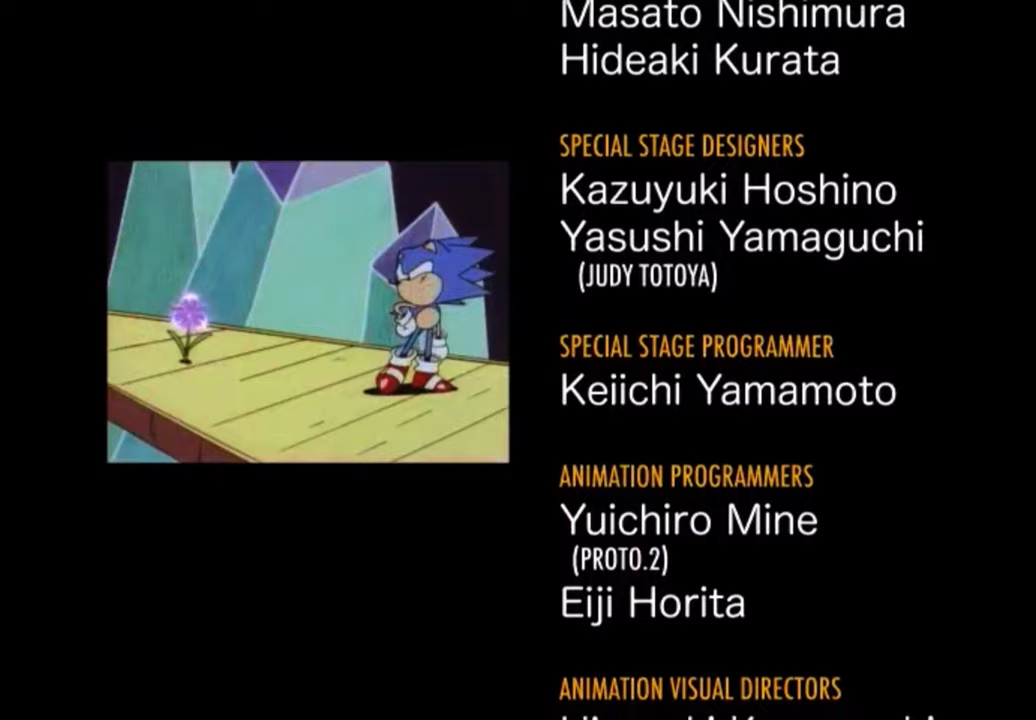 Masato Nishimura
Hideaki Kurata
SPECIAL STAGE DESIGNERS
Kazuyuki Hoshino
Yasushi Yamaguchi
(JUDY TOTOYA)
SPECIAL STAGE PROGRAMMER
Keiichi Yamamoto
ANIMATION PROGRAMMERS
Yuichiro Mine
(PROTO.2)
Eiji Horita
ANIMATION VISUAL DIRECTORS